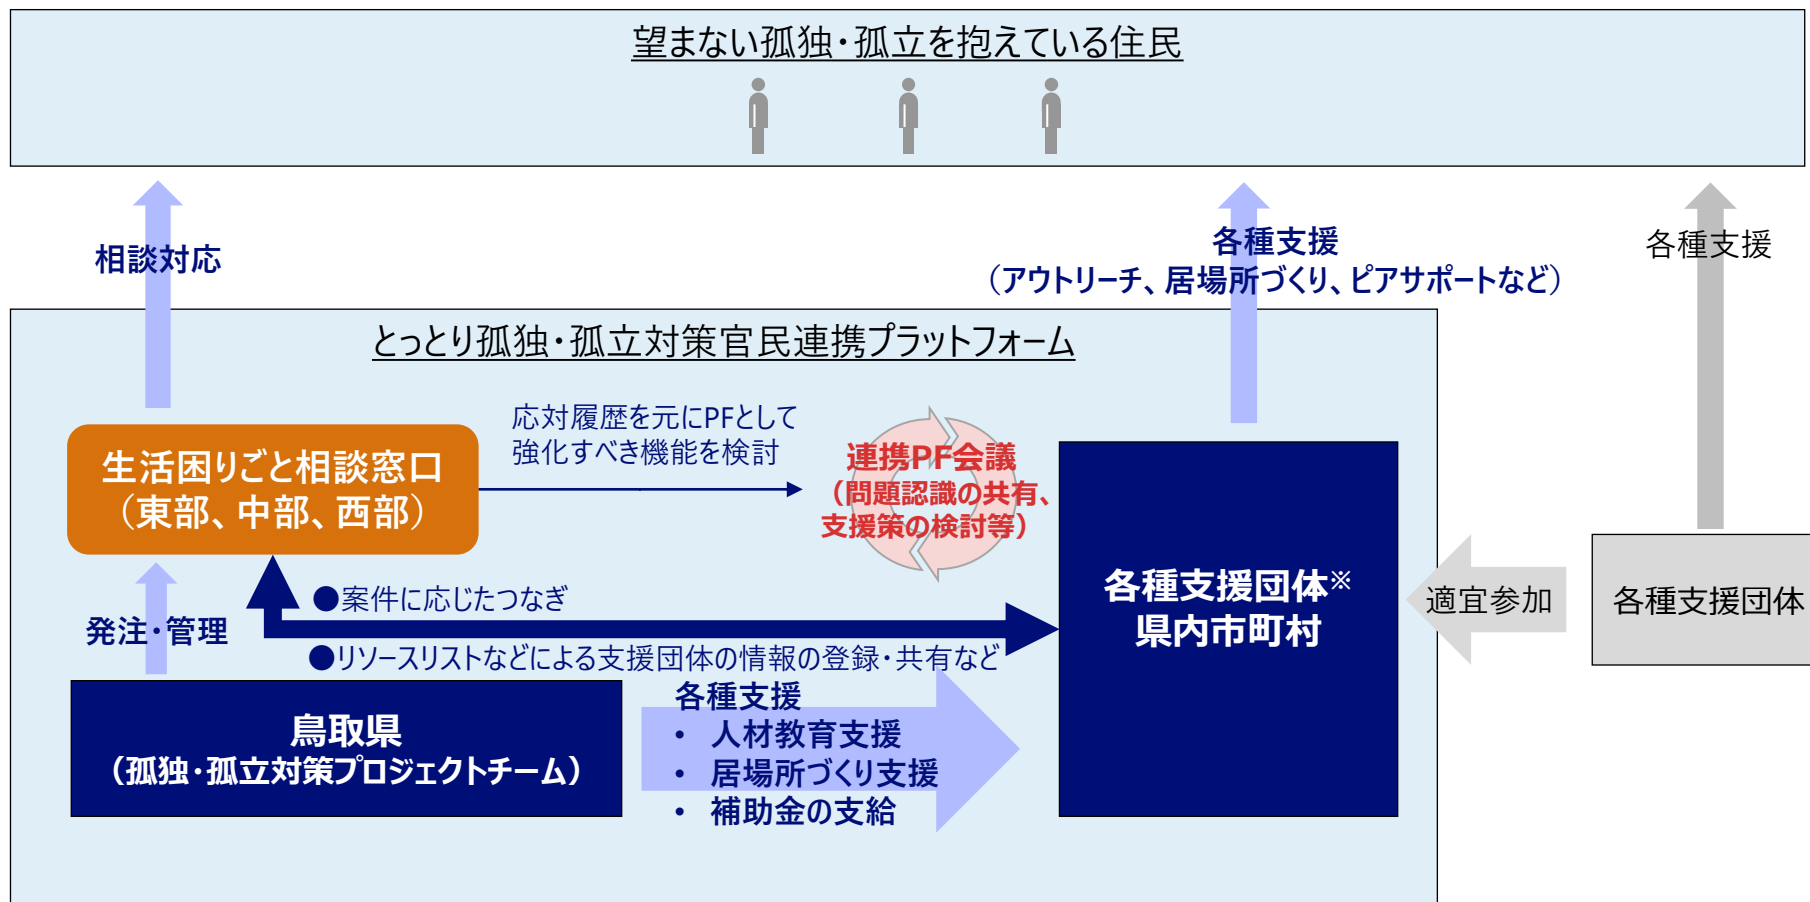 望まない孤独・孤立を抱えている住民
相談対応
各種支援
（アウトリーチ、居場所づくり、ピアサポートなど）
各種支援
とっとり孤独・孤立対策官民連携プラットフォーム
応対履歴を元にPFとして
強化すべき機能を検討
生活困りごと相談窓口
（東部、中部、西部）
連携PF会議
（問題認識の共有、
支援策の検討等）
各種支援団体※
県内市町村
適宜参加
各種支援団体
●案件に応じたつなぎ
発注・管理
●リソースリストなどによる支援団体の情報の登録・共有など
鳥取県
（孤独・孤立対策プロジェクトチーム）
各種支援
• 人材教育支援
• 居場所づくり支援
• 補助金の支給